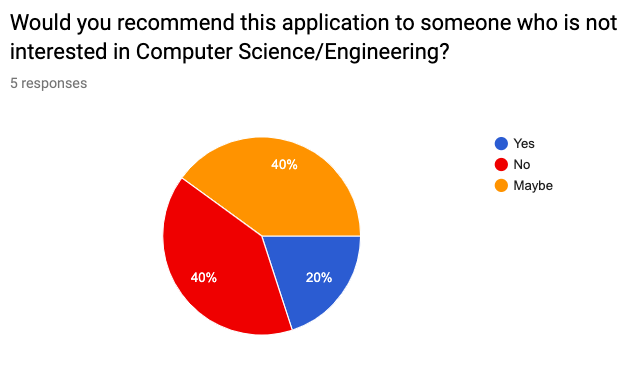 Would you recommend this application to someone who is not
interested in Computer Science/Engineering?
5 responses
Yes
No
Maybe
40%
40%
20%